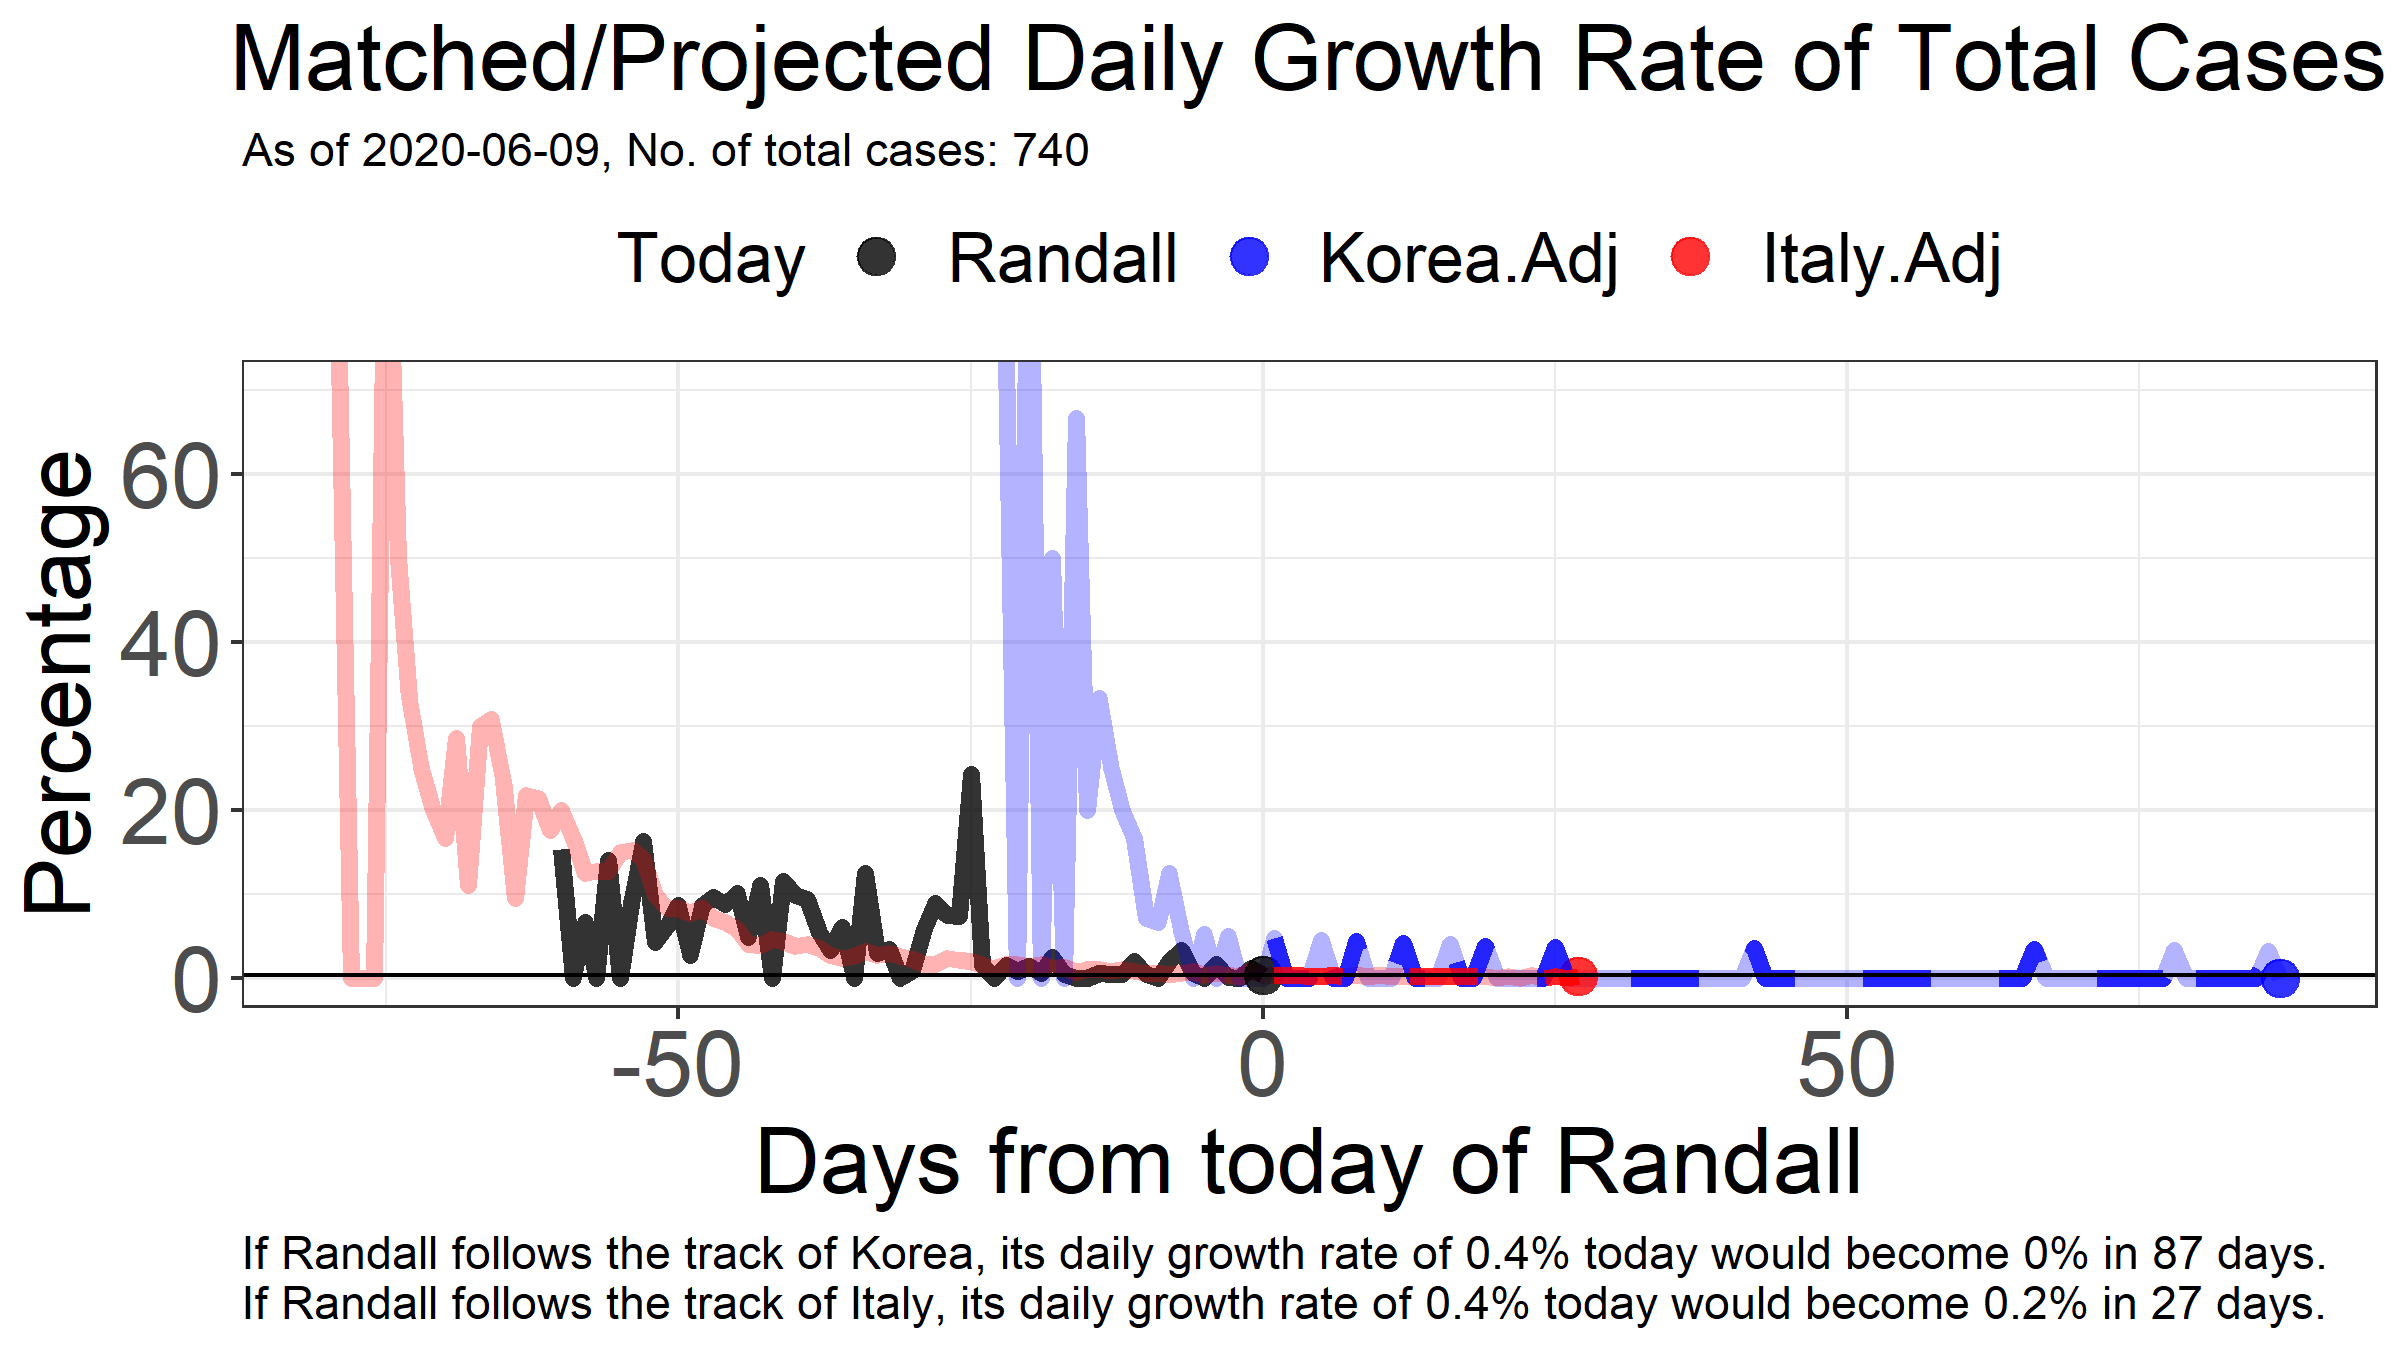 Matched/Projected Daily Growth Rate of Total Cases
As of 2020-06-09, No. of total cases: 740
Today Randall Korea.Adj Italy.Adj
Percentage
60
40
20
0
-50 0 50
Days from today of Randall
If Randall follows the track of Korea, its daily growth rate of 0.4% today would become 0% in 87 days.
If Randall follows the track of Italy, its daily growth rate of 0.4% today would become 0.2% in 27 days.